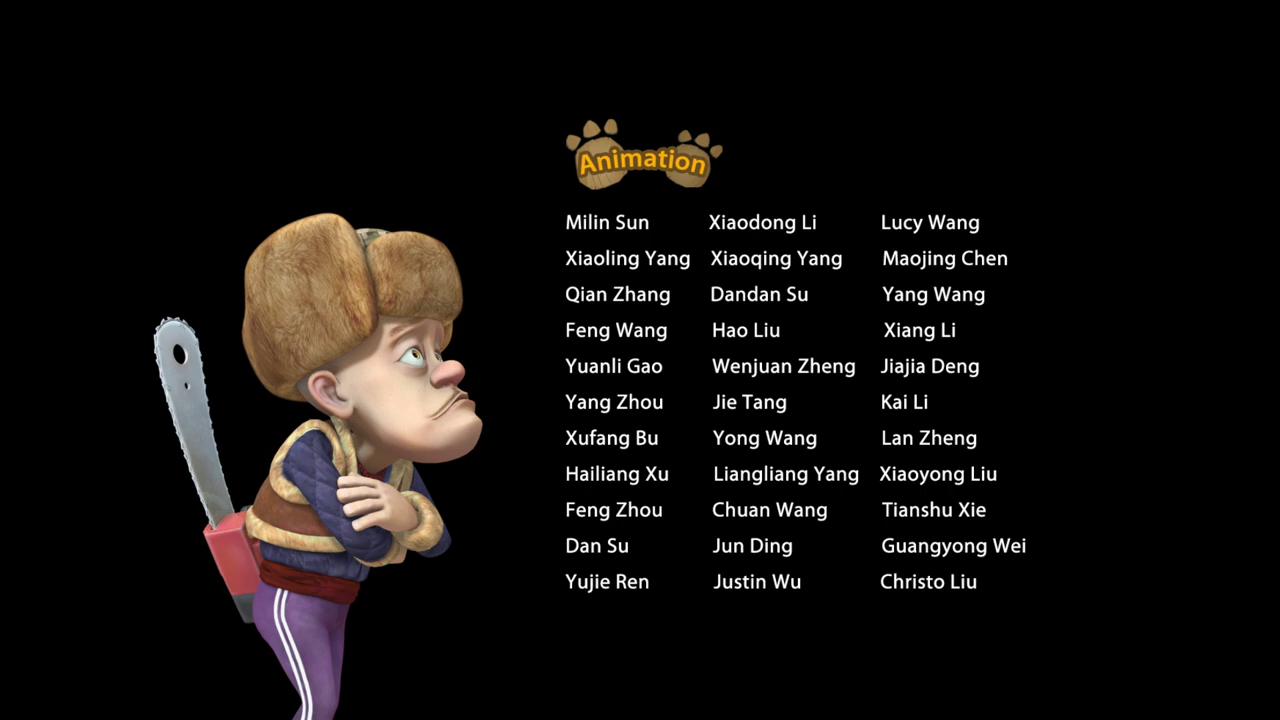 Animation
Milin Sun Xiaodong Li Lucy Wang
Xiaoling Yang Xiaoqing Yang Maojing Chen
Qian Zhang Dandan Su Yang Wang
Feng Wang Hao Liu Xiang Li
Yuanli Gao Wenjuan Zheng Jiajia Deng
Yang Zhou Jie Tang Kai Li
Xufang Bu Yong Wang Lan Zheng
Hailiang Xu Liangliang Yang Xiaoyong Liu
Feng Zhou Chuan Wang Tianshu Xie
Dan Su Jun Ding Guangyong Wei
Yujie Ren Justin Wu Christo Liu